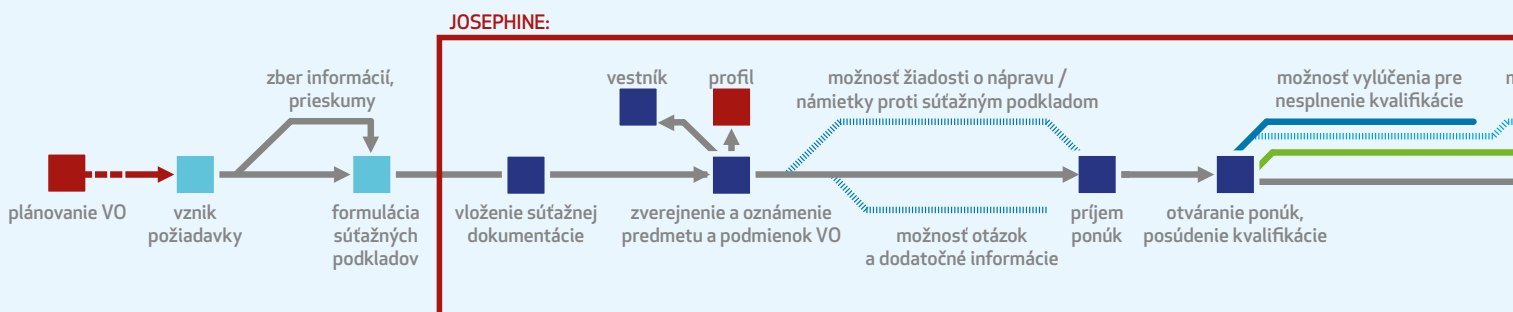 JOSEPHINE:
zber informácií,
prieskumy
vestník
profil
možnosť žiadosti o nápravu /
námietky proti súťažným podkladom
možnosť vylúčenia pre
nesplnenie kvalifikácie
plánovanie VO
vznik
požiadavky
formulácia
súťažných
podkladov
vloženie súťažnej
dokumentácie
zverejnenie a oznámenie
predmetu a podmienok VO
možnosť otázok
a dodatočné informácie
príjem
ponúk
otváranie ponúk,
posúdenie kvalifikácie